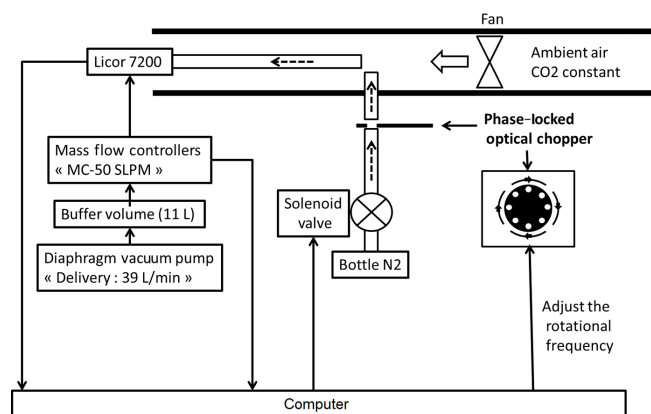 Fan
Licor 7200
Ambient air
CO2 constant
Phase-locked
optical chopper
Mass flow controllers
« MC-50 SLPM »
Solenoid
valve
Buffer volume (11 L)
Diaphragm vacuum pump
« Delivery : 39 L/min »
Bottle N2
Adjust the
rotational
frequency
Computer